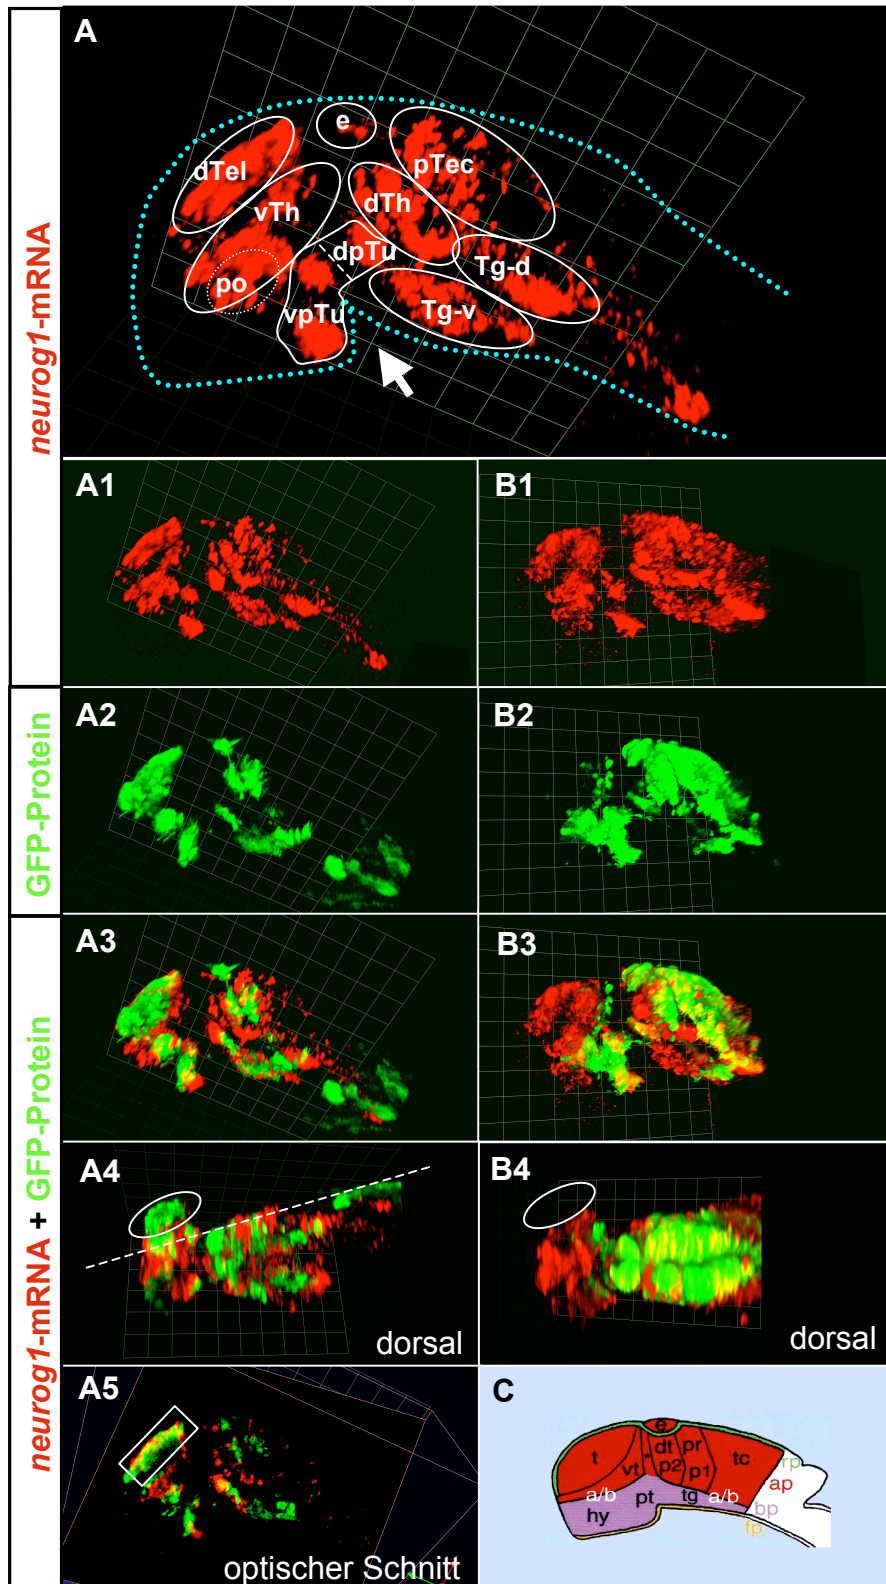 neurog1-mRNA
A
dTel
e
pTec
vTh
dTh
dpTu
po
vpTu
Tg-d
Tg-v
A1
B1
GFP-Protein
A2
B2
neurog1-mRNA + GFP-Protein
A3
B3
A4
dorsal
B4
dorsal
A5
optischer Schnitt
C
e
t
vt
*
dt
pr
tc
p2
p1
rp
ap
a/b
pt
tg
a/b
bp
hy
fp